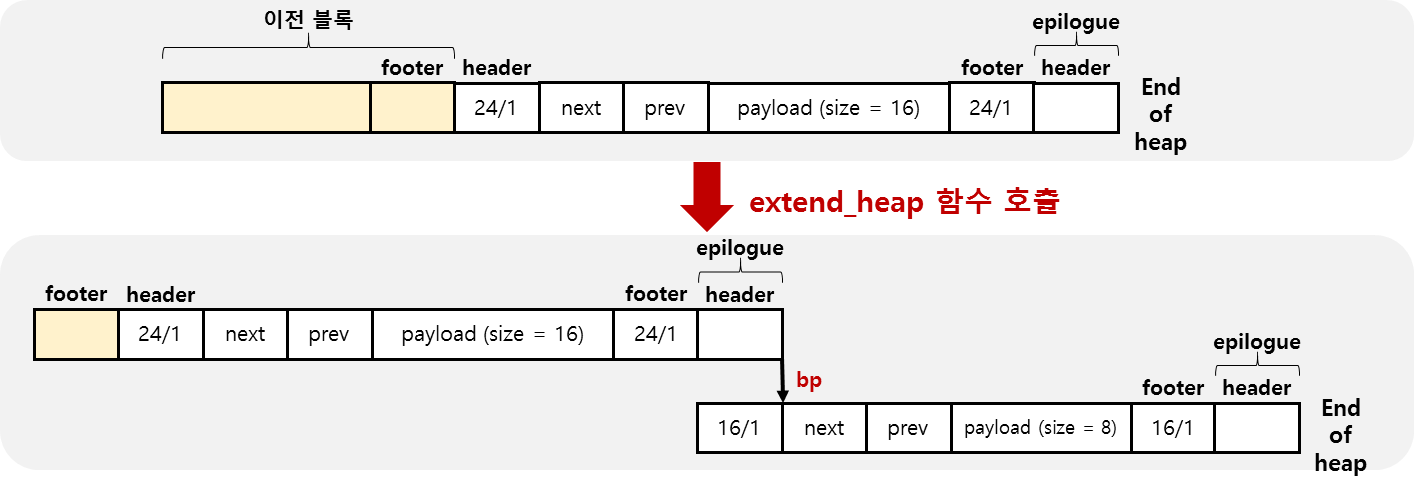 이전 블록
epilogue
footer header footer header
24/1 next prev payload (size = 16) 24/1
End
of
heap
extend_heap 함수 호출
epilogue
footer header footer header
24/1 next prev payload (size = 16) 24/1
bp
epilogue
footer header
16/1 next prev payload (size = 8) 16/1
End
of
heap